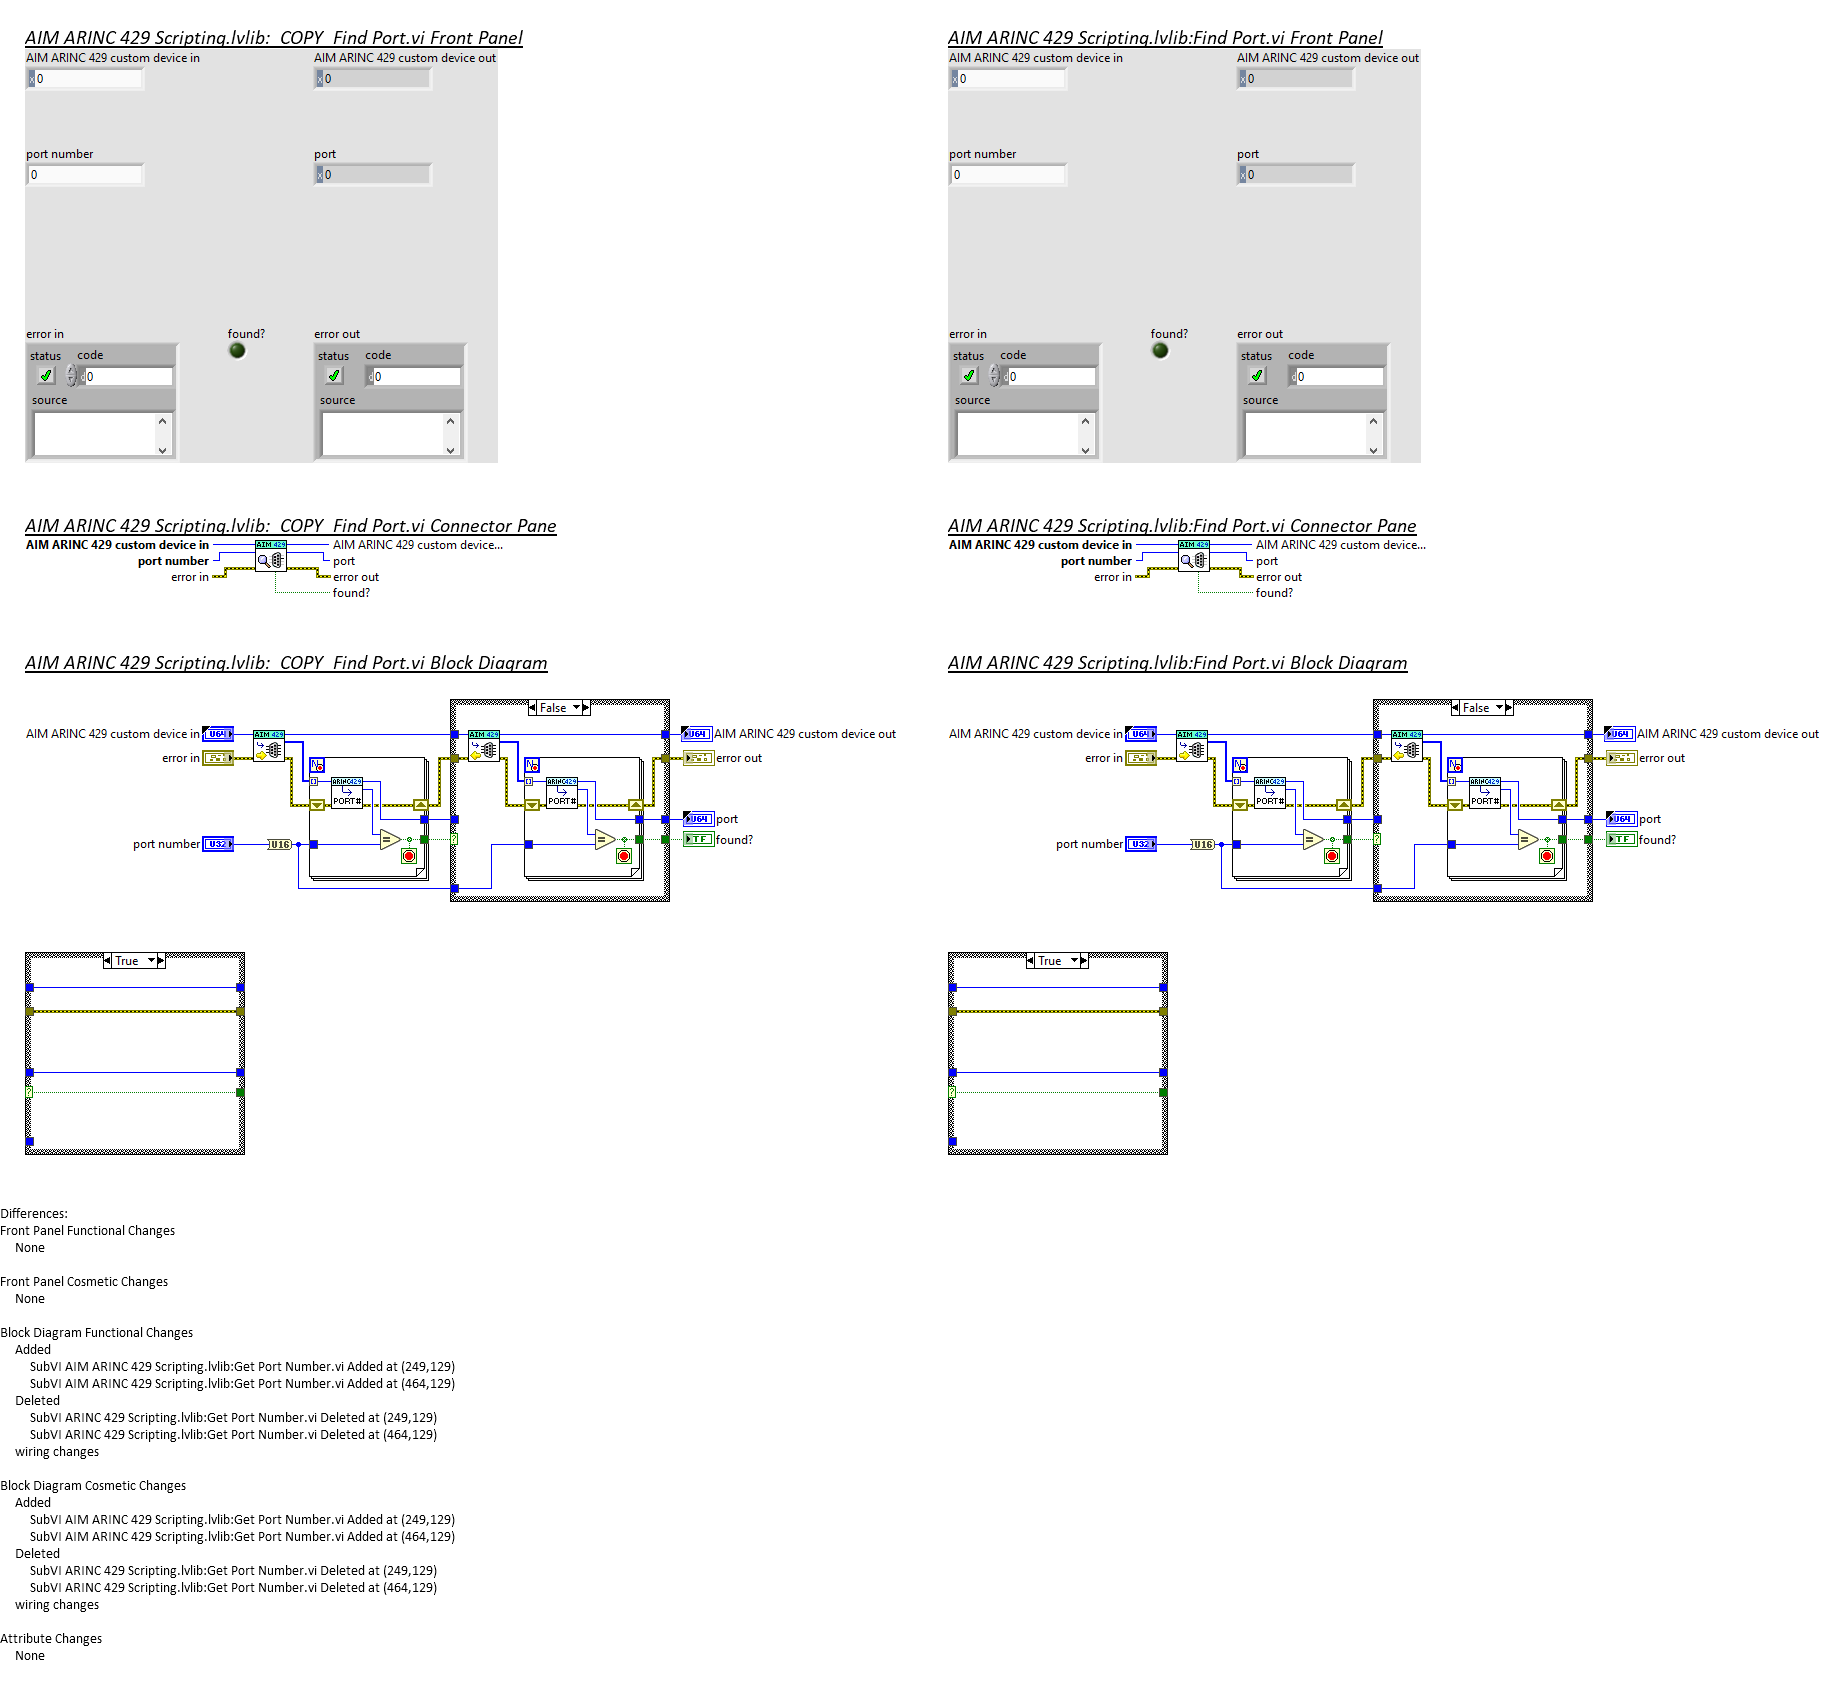 AIM ARINC 429 Scripting.lvlib:_COPY_Find Port.vi Front Panel
AIM ARINC 429 custom device in
AIM ARINC 429 custom device out
x 0
x 0
port number
port
0
x 0
error in
found?
error out
status
code
d 0
source
status
code
d 0
source
AIM ARINC 429 Scripting.lvlib:Find Port.vi Front Panel
AIM ARINC 429 custom device in
AIM ARINC 429 custom device out
x 0
x 0
port number
port
0
x 0
error in
found?
error out
status
code
d 0
source
status
code
d 0
source
AIM ARINC 429 Scripting.lvlib:_COPY_Find Port.vi Connector Pane
AIM ARINC 429 custom device in
AIM 429
AIM ARINC 429 custom device...
port number
port
error in
error out
found?
AIM ARINC 429 Scripting.lvlib:Find Port.vi Connector Pane
AIM ARINC 429 custom device in
AIM 429
AIM ARINC 429 custom device...
port number
port
error in
error out
found?
AIM ARINC 429 Scripting.lvlib:_COPY_Find Port.vi Block Diagram
False
AIM ARINC 429 custom device in
U64
AIM 429
AIM 429
U64
AIM ARINC 429 custom device out
error in
error out
N
N
ARINC429
PORT#
ARINC429
PORT#
U64
port
port number
U32
U16
=
?
=
TF
found?
True
?
AIM ARINC 429 Scripting.lvlib:Find Port.vi Block Diagram
False
AIM ARINC 429 custom device in
U64
AIM 429
AIM 429
U64
AIM ARINC 429 custom device out
error in
error out
N
N
ARINC429
PORT#
ARINC429
PORT#
U64
port
port number
U32
U16
=
?
=
TF
found?
True
?
Differences:
Front Panel Functional Changes
None
Front Panel Cosmetic Changes
None
Block Diagram Functional Changes
Added
SubVI AIM ARINC 429 Scripting.lvlib:Get Port Number.vi Added at (249,129)
SubVI AIM ARINC 429 Scripting.lvlib:Get Port Number.vi Added at (464,129)
Deleted
SubVI ARINC 429 Scripting.lvlib:Get Port Number.vi Deleted at (249,129)
SubVI ARINC 429 Scripting.lvlib:Get Port Number.vi Deleted at (464,129)
wiring changes
Block Diagram Cosmetic Changes
Added
SubVI AIM ARINC 429 Scripting.lvlib:Get Port Number.vi Added at (249,129)
SubVI AIM ARINC 429 Scripting.lvlib:Get Port Number.vi Added at (464,129)
Deleted
SubVI ARINC 429 Scripting.lvlib:Get Port Number.vi Deleted at (249,129)
SubVI ARINC 429 Scripting.lvlib:Get Port Number.vi Deleted at (464,129)
wiring changes
Attribute Changes
None